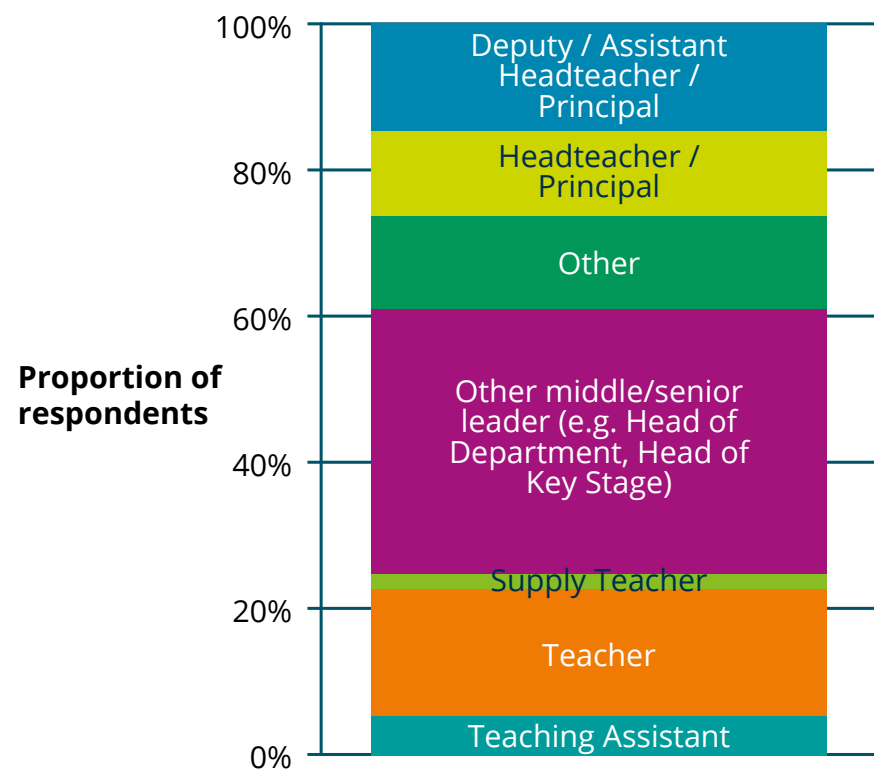 100%
Deputy / Assistant
Headteacher /
Principal
Headteacher /
Principal
80%
Other
60%
Proportion of
respondents
Other middle/senior
leader (e.g. Head of
Department, Head of
Key Stage)
40%
Supply Teacher
20%
Teacher
Teaching Assistant
0%